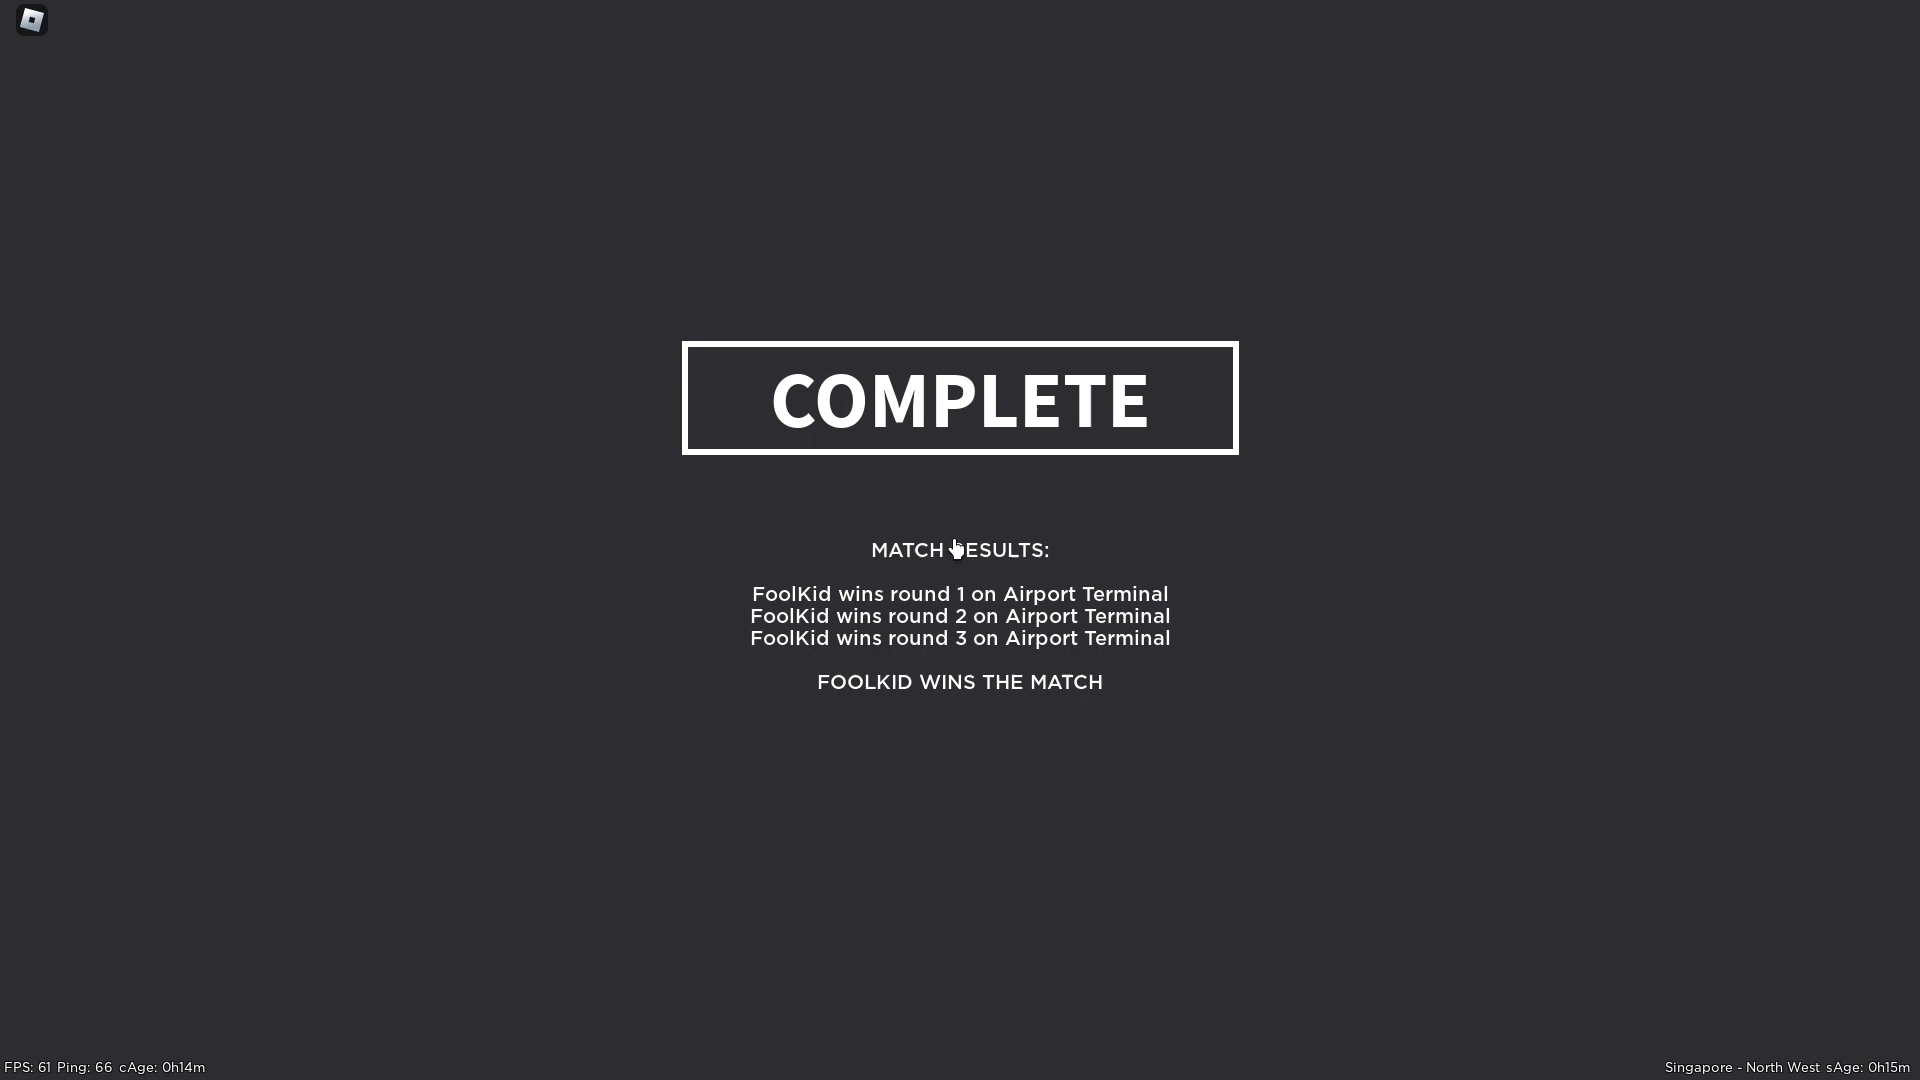 COMPLETE
MATCH RESULTS:
FoolKid wins round 1 on Airport Terminal
FoolKid wins round 2 on Airport Terminal
FoolKid wins round 3 on Airport Terminal
FOOLKID WINS THE MATCH
FPS: 61 Ping: 66 cAge: 0h14m
Singapore - North West sAge: 0h15m